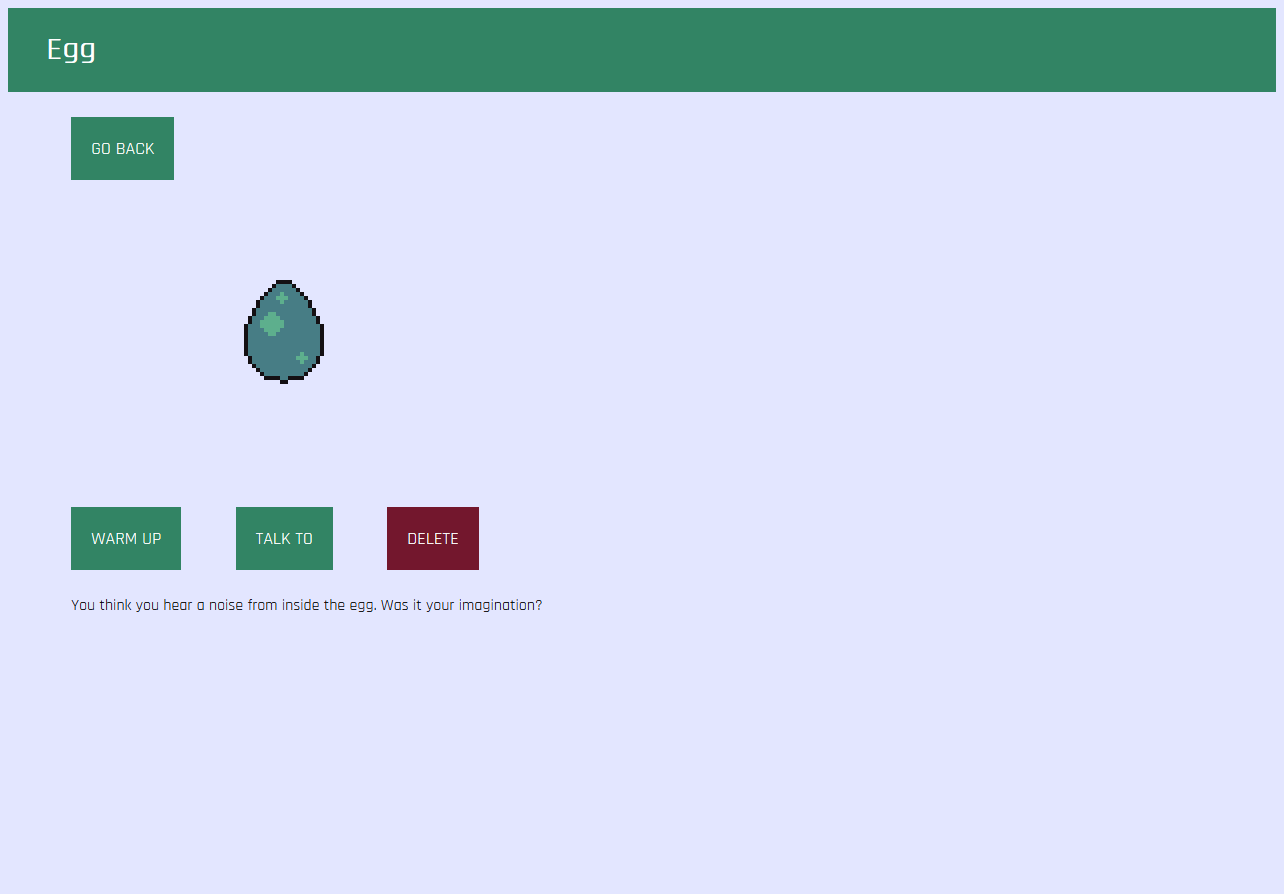 Egg
GO BACK
WARM UP
TALK TO
DELETE
You think you hear a noise from inside the egg. Was it your imagination?